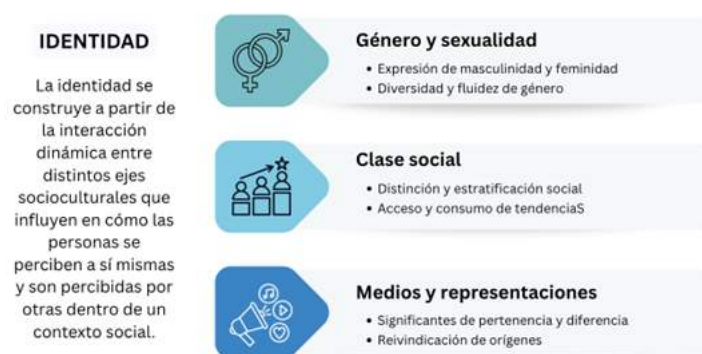 IDENTIDAD
La identidad se
construye a partir de
la interacción
dinámica entre
distintos ejes
socioculturales que
influyen en cómo las
personas se
perciben a sí mismas
y son percibidas por
otras dentro de un
contexto social.
Género y sexualidad
• Expresión de masculinidad y feminidad
• Diversidad y fluidez de género
Clase social
• Distinción y estratificación social
• Acceso y consumo de tendenciaS
Medios y representaciones
• Significantes de pertenencia y diferencia
• Reivindicación de orígenes